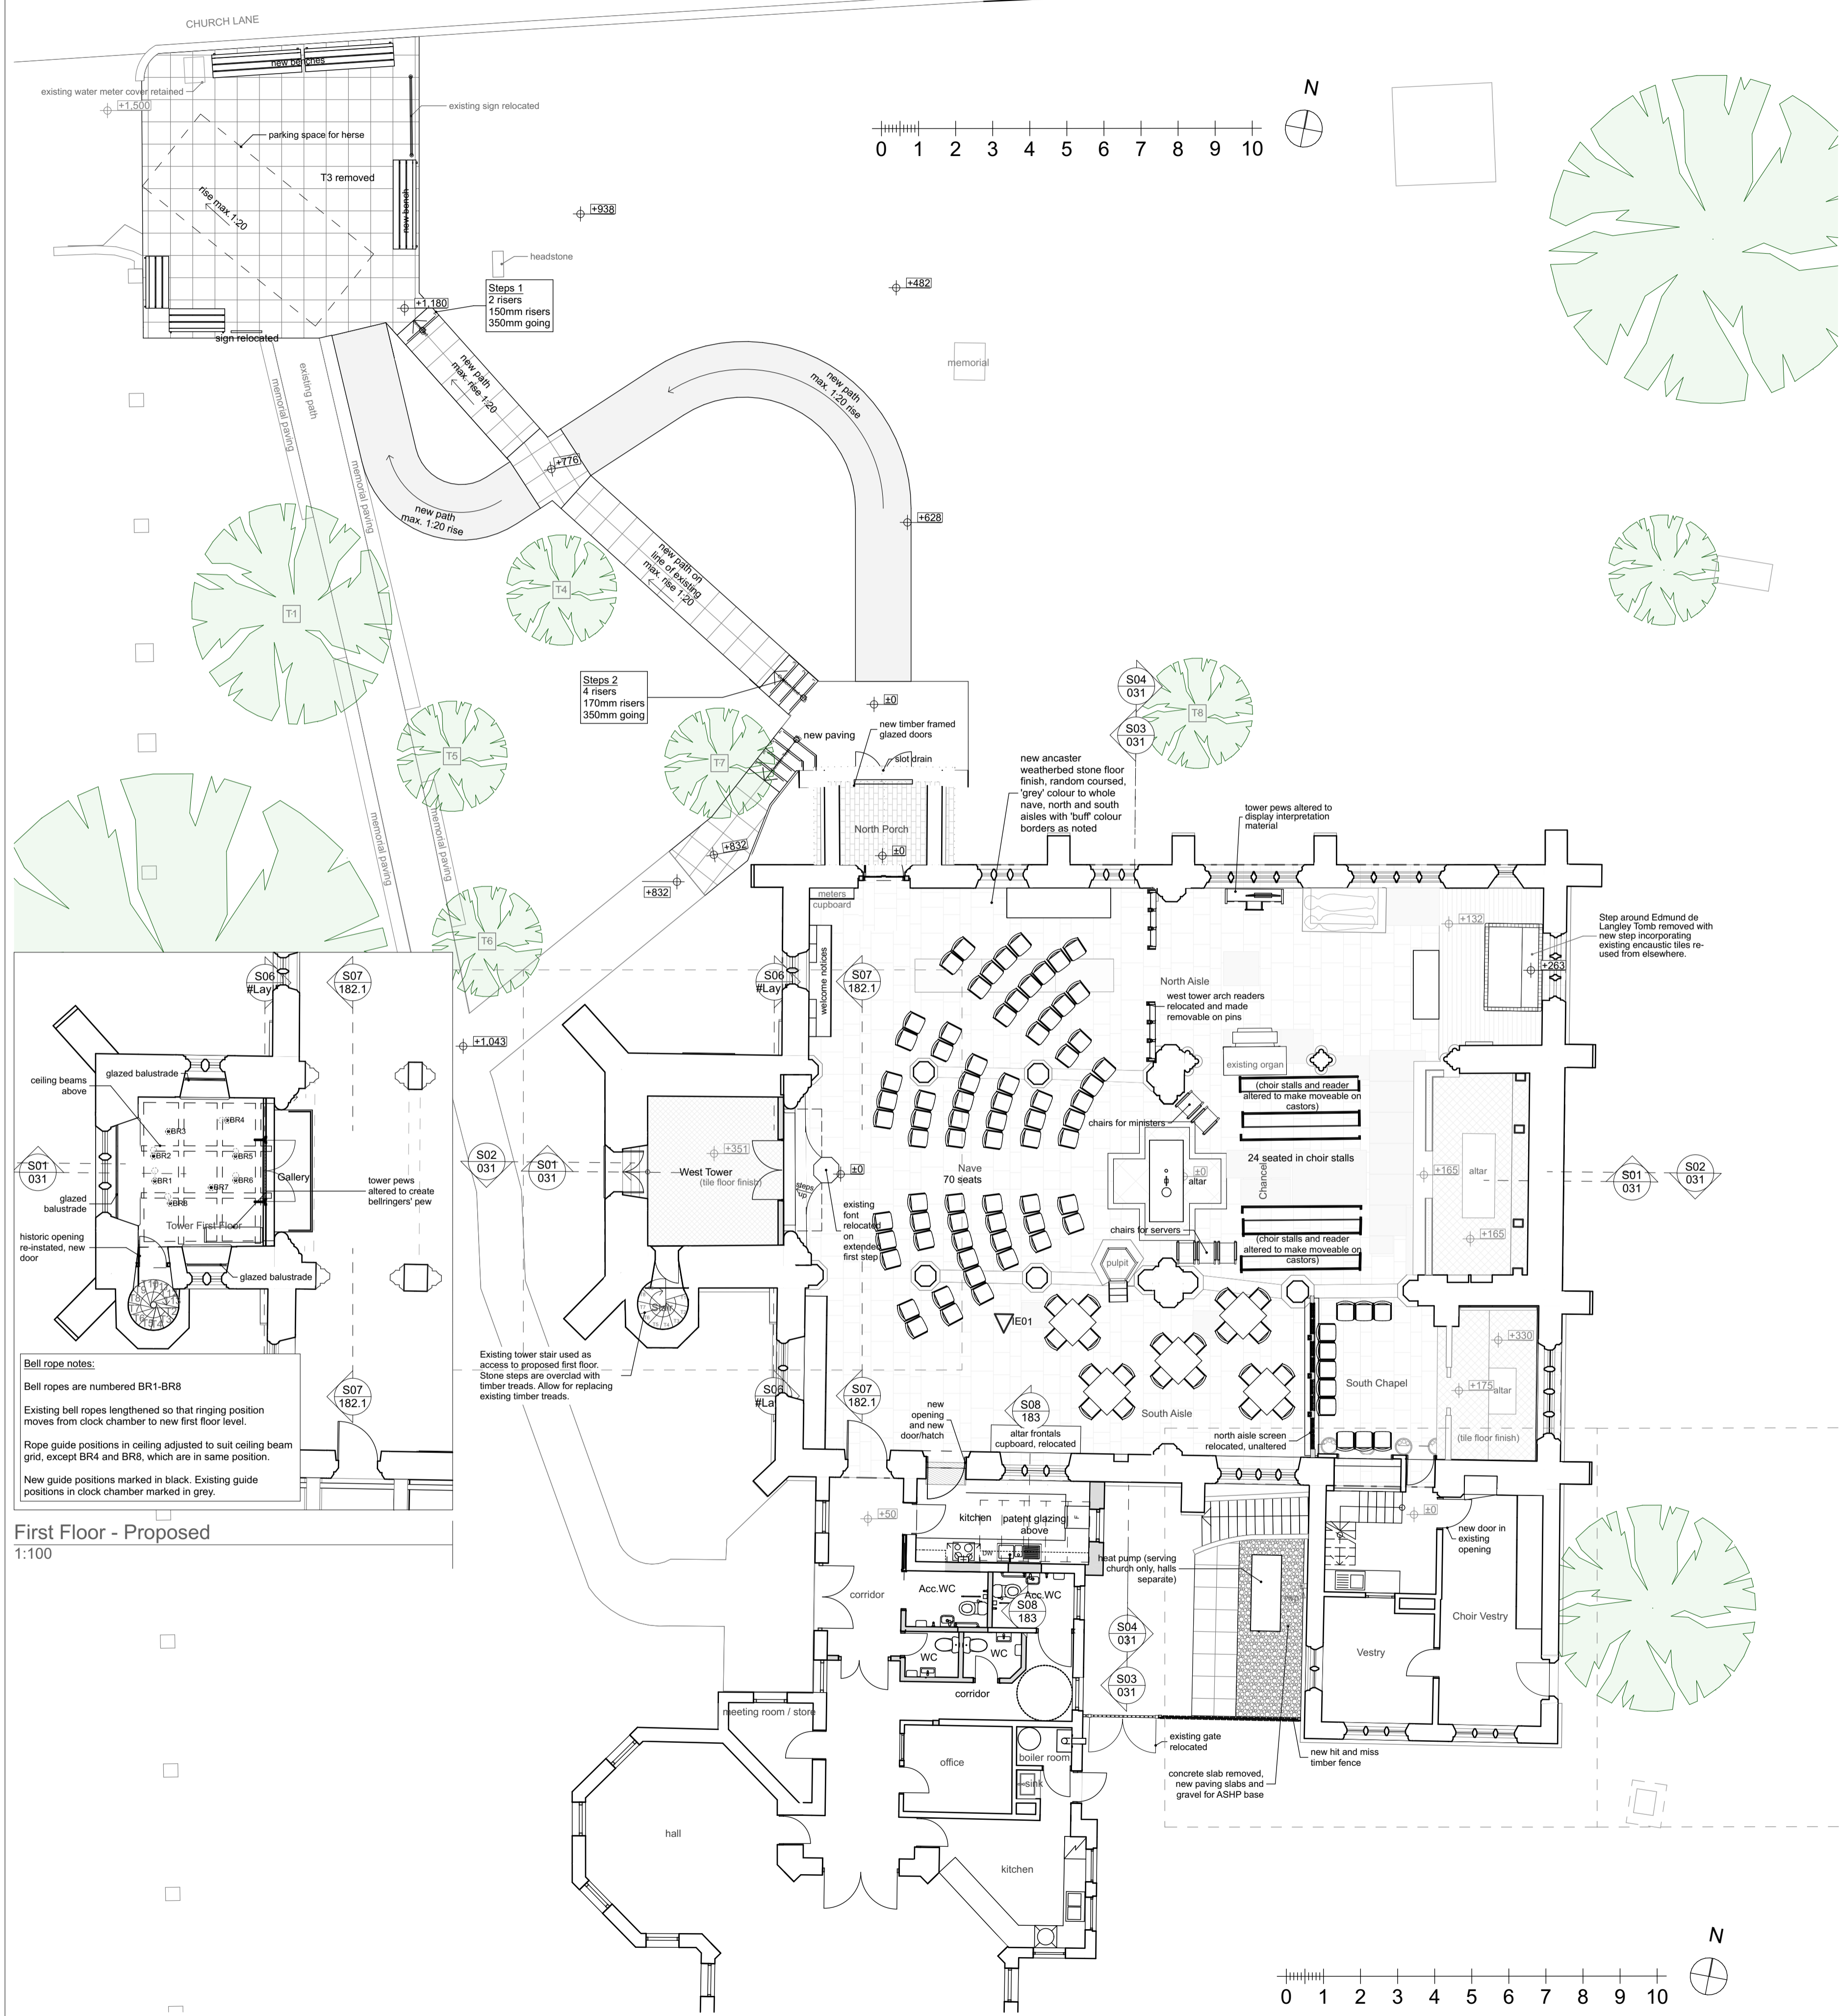 CHURCH LANE
new benches
existing water meter cover retained
+1,500
existing sign relocated
parking space for herse
T3 removed
rise max. 1:20
new bench
N
0 1 2 3 4 5 6 7 8 9 10
+938
headstone
+482
Steps 1
2 risers
150mm risers
350mm going
+1,180
sign relocated
memorial paving
existing path
new path
max. rise 1:20
new path
max. 1:20 rise
memorial
+776
memorial paving
new path
max. 1:20 rise
+628
new path on
line of existing
max. rise 1:20
T1
T4
Steps 2
4 risers
170mm risers
350mm going
±0
S04
031
S03
031
T8
T5
T7
new paving
new timber framed
glazed doors
slot drain
new ancaster
weatherbed stone floor
finish, random coursed,
'grey' colour to whole
nave, north and south
aisles with 'buff' colour
borders as noted
tower pews altered to
display interpretation
material
memorial paving
memorial paving
North Porch
±0
+832
+832
meters
cupboard
T6
+132
Step around Edmund de
Langley Tomb removed with
new step incorporating
existing encaustic tiles re-
used from elsewhere.
+263
welcome notices
S06
#Lay
S07
182.1
S06
#Lay
S07
182.1
North Aisle
west tower arch readers
relocated and made
removable on pins
+1,043
existing organ
glazed balustrade
ceiling beams
above
(choir stalls and reader
altered to make moveable on
castors)
BR4
BR3
BR2
BR5
BR1
BR6
BR7
BR8
Gallery
S01
031
glazed
balustrade
Tower First Floor
tower pews
altered to create
bellringers' pew
historic opening
re-instated, new
door
glazed balustrade
S02
031
S01
031
+351
West Tower
(tile floor finish)
steps
up
±0
existing
font
relocated
on
extended
first step
Nave
70 seats
chairs for ministers
±0
altar
24 seated in choir stalls
Chancel
+165
altar
+165
S01
031
S02
031
chairs for servers
(choir stalls and reader
altered to make moveable on
castors)
pulpit
Stair
IE01
+330
South Chapel
+175
altar
(tile floor finish)
Existing tower stair used as
access to proposed first floor.
Stone steps are overclad with
timber treads. Allow for replacing
existing timber treads.
Bell rope notes:
Bell ropes are numbered BR1-BR8
Existing bell ropes lengthened so that ringing position
moves from clock chamber to new first floor level.
Rope guide positions in ceiling adjusted to suit ceiling beam
grid, except BR4 and BR8, which are in same position.
New guide positions marked in black. Existing guide
positions in clock chamber marked in grey.
S07
182.1
S06
#La
S07
182.1
First Floor - Proposed
1:100
new
opening
and new
door/hatch
S08
183
altar frontals
cupboard, relocated
South Aisle
north aisle screen
relocated, unaltered
+50
kitchen
patent glazing
above
F
DW
heat pump (serving
church only, halls
separate)
±0
new door in
existing
opening
corridor
Acc.WC
Acc.WC
S08
183
WC
WC
corridor
S04
031
S03
031
Choir Vestry
Vestry
meeting room / store
office
boiler room
sink
existing gate
relocated
new hit and miss
timber fence
concrete slab removed,
new paving slabs and
gravel for ASHP base
hall
kitchen
N
0 1 2 3 4 5 6 7 8 9 10